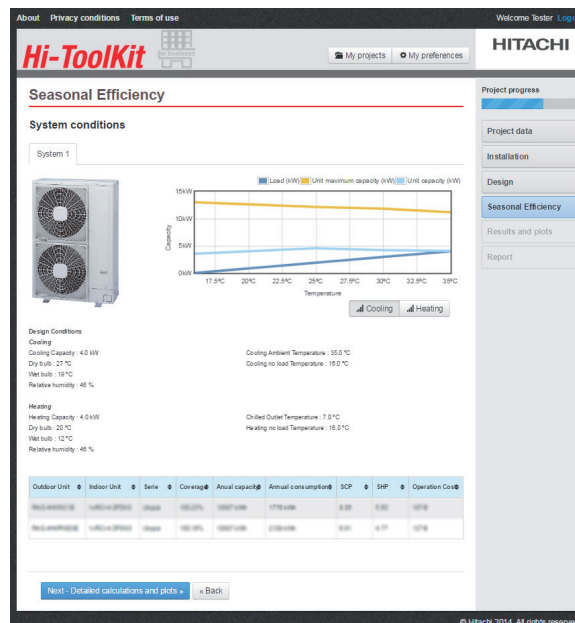 About Privacy conditions Terms of use Welcome Tester Logo
Hi-ToolKit for business My projects My preferences HITACHI
Seasonal Efficiency
System conditions
System 1
Load (kW) Unit maximum capacity (kW) Unit capacity (kW)
15kW
10kW
5kW
0kW
Capacity
17.5ºC 20ºC 22.5ºC 25ºC 27.5ºC 30ºC 32.5ºC 35ºC
Temperature
Cooling Heating
Design Conditions
Cooling
Cooling Capacity : 4.0 kW Cooling Ambient Temperature : 35.0 ºC
Dry bulb : 27 ºC Cooling no load Temperature : 16.0 ºC
Wet bulb : 19 ºC
Relative humidity : 46 %
Heating
Heating Capacity : 4.0 kW Chilled Outlet Temperature : 7.0 ºC
Dry bulb : 20 ºC Heating no load Temperature : 16.0 ºC
Wet bulb : 12 ºC
Relative humidity : 46 %
Outdoor Unit Indoor Unit Serie Coverage Anual capacity Annual consumption SCP SHP Operation Cost
Next - Detailed calculations and plots » « Back
Project progress
Project data
Installation
Design
Seasonal Efficiency
Results and plots
Report
© Hitachi 2014. All rights reserved